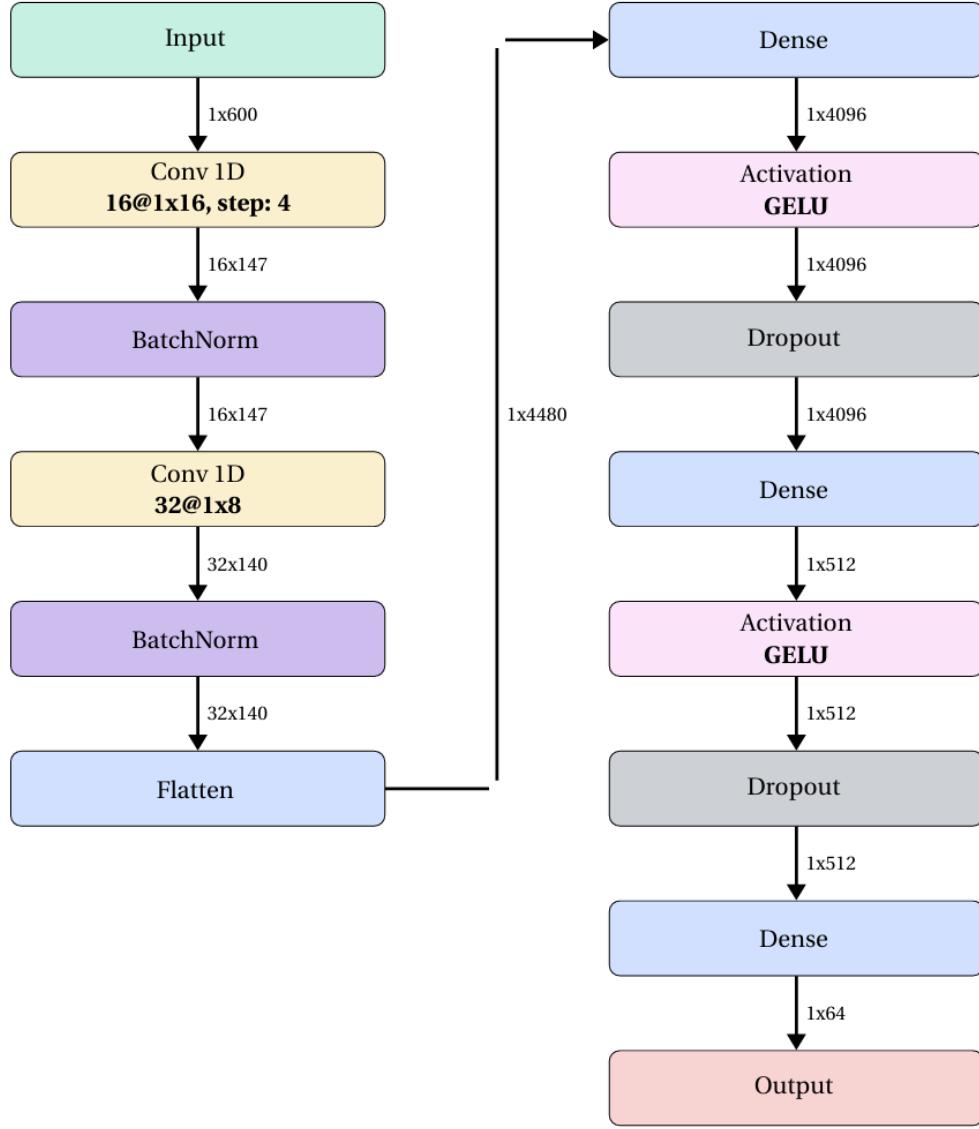 Input
1x600
Conv 1D
16@1x16, step: 4
16x147
BatchNorm
16x147
Conv 1D
32@1x8
32x140
BatchNorm
32x140
Flatten
1x4480
Dense
1x4096
Activation
GELU
1x4096
Dropout
1x4096
Dense
1x512
Activation
GELU
1x512
Dropout
1x512
Dense
1x64
Output